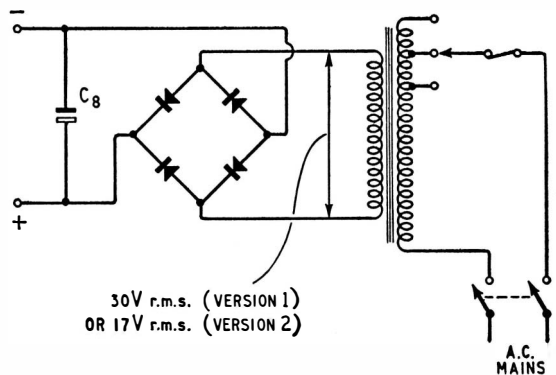 −
C8
+
30V r.m.s. (VERSION 1)
OR 17V r.m.s. (VERSION 2)
A.C.
MAINS